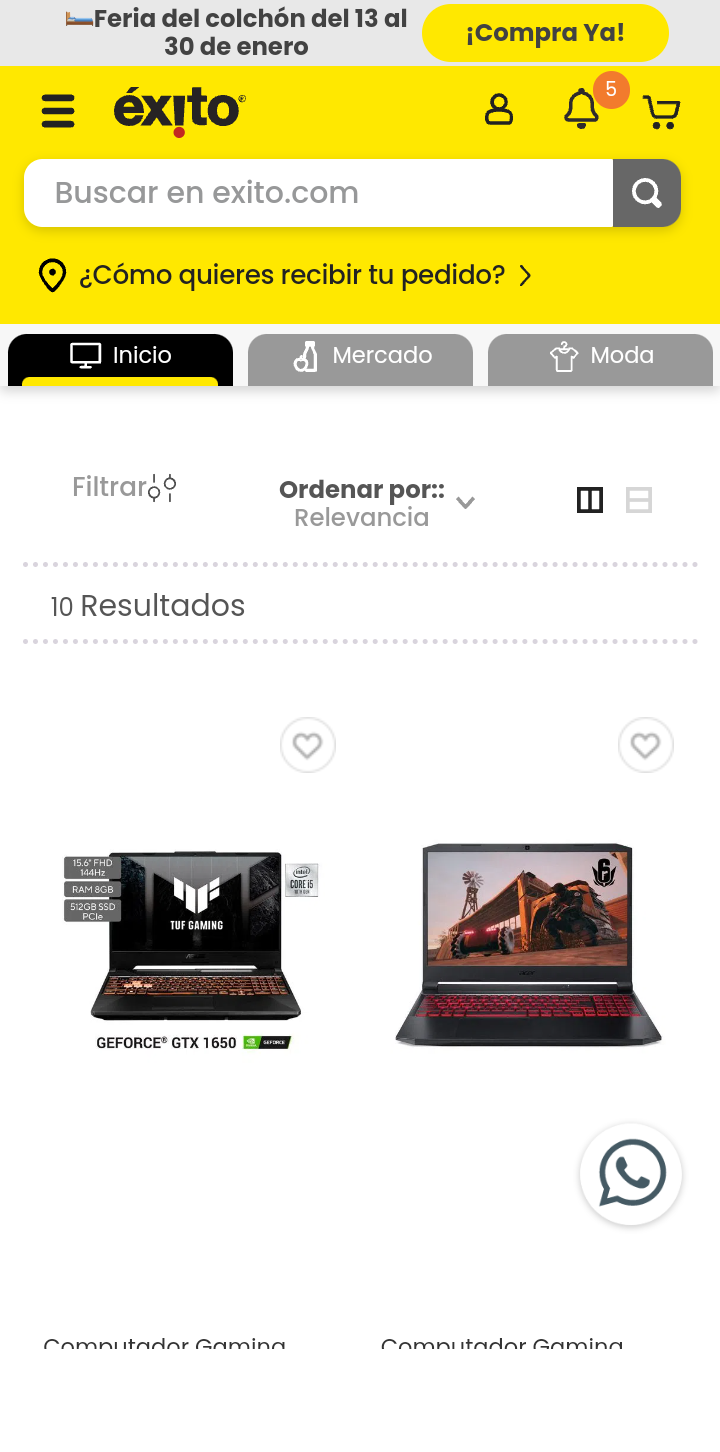 Feria del colchón del 13 al
30 de enero
¡Compra Ya!
éxito
5
Buscar en exito.com
¿Cómo quieres recibir tu pedido?
Inicio
Mercado
Moda
Filtrar
Ordenar por::
Relevancia
10 Resultados
15.6" FHD
144Hz
RAM 8GB
512GB SSD
PCIe
TUF GAMING
intel
CORE i5
GEFORCE® GTX 1650
GEFORCE
Computador Gaming
Computador Gaming